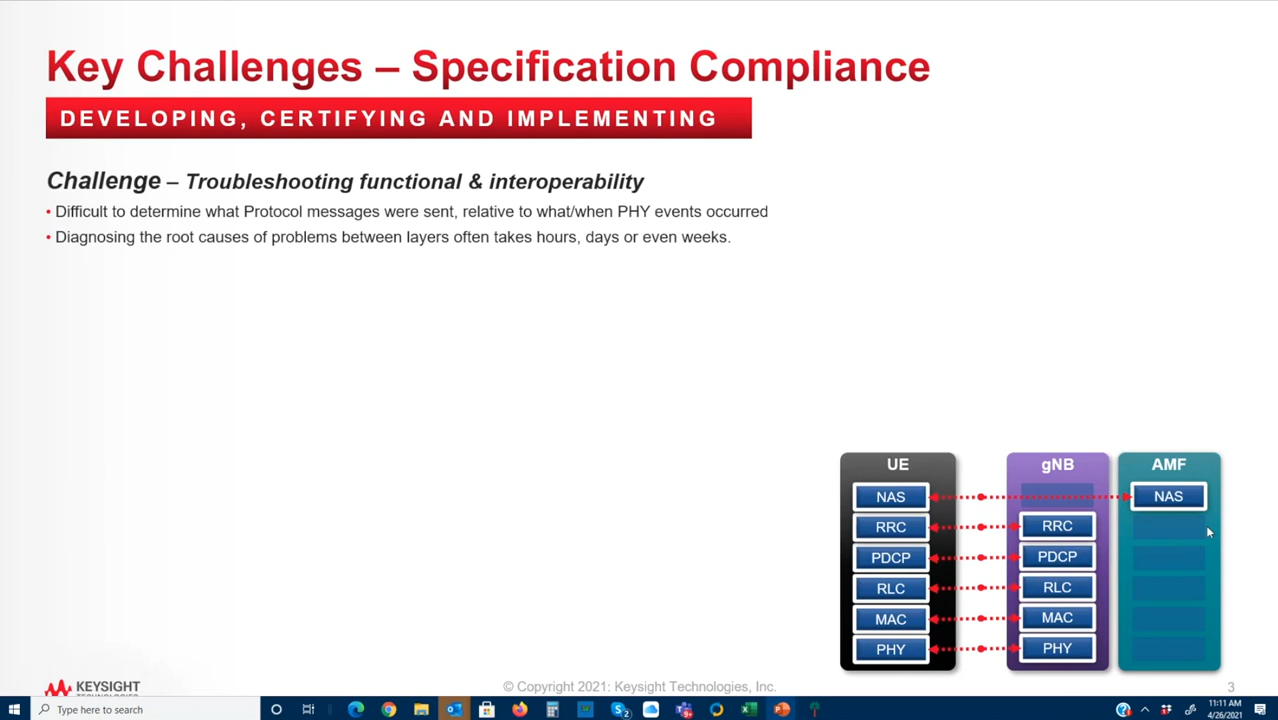 Key Challenges – Specification Compliance
DEVELOPING, CERTIFYING AND IMPLEMENTING
Challenge – Troubleshooting functional & interoperability
• Difficult to determine what Protocol messages were sent, relative to what/when PHY events occurred
• Diagnosing the root causes of problems between layers often takes hours, days or even weeks.
UE gNB AMF
NAS NAS
RRC RRC
PDCP PDCP
RLC RLC
MAC MAC
PHY PHY
KEYSIGHT
TECHNOLOGIES
© Copyright 2021: Keysight Technologies, Inc.
3
Type here to search
11:11 AM
4/26/2021